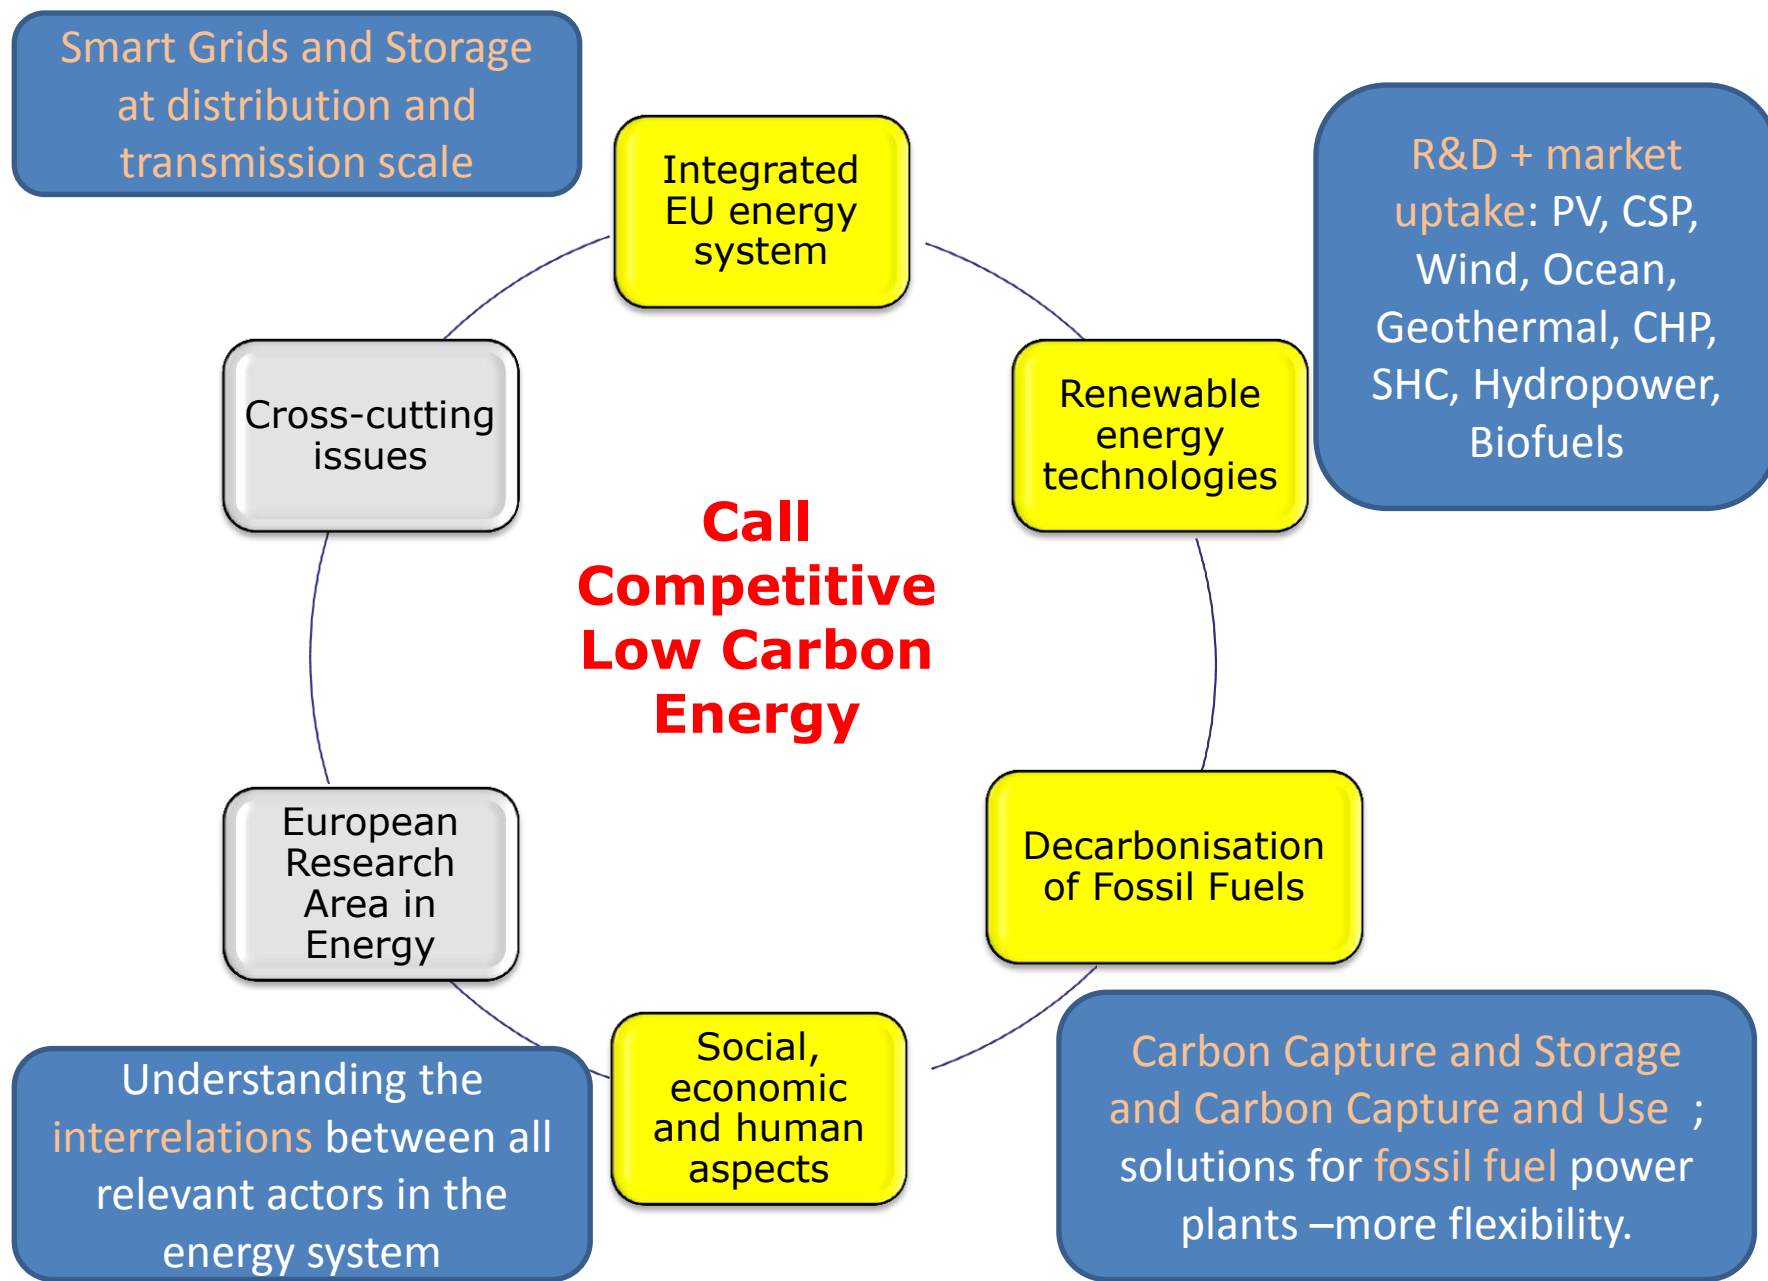 Smart Grids and Storage
at distribution and
transmission scale
Integrated
EU energy
system
R&D + market
uptake: PV, CSP,
Wind, Ocean,
Geothermal, CHP,
SHC, Hydropower,
Biofuels
Renewable
energy
technologies
Cross-cutting
issues
Call
Competitive
Low Carbon
Energy
European
Research
Area in
Energy
Decarbonisation
of Fossil Fuels
Social,
economic
and human
aspects
Understanding the
interrelations between all
relevant actors in the
energy system
Carbon Capture and Storage
and Carbon Capture and Use ;
solutions for fossil fuel power
plants –more flexibility.